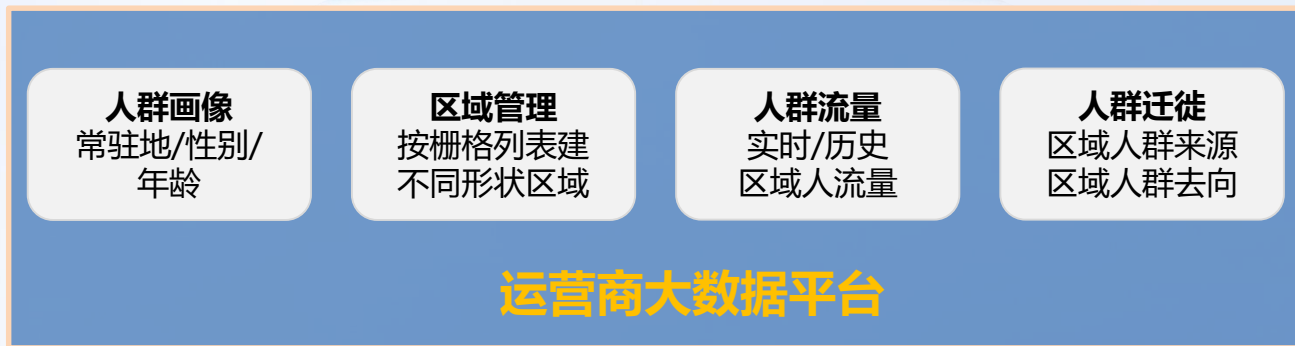 人群画像
常驻地/性别/
年龄
区域管理
按栅格列表建
不同形状区域
人群流量
实时/历史
区域人流量
人群迁徙
区域人群来源
区域人群去向
运营商大数据平台